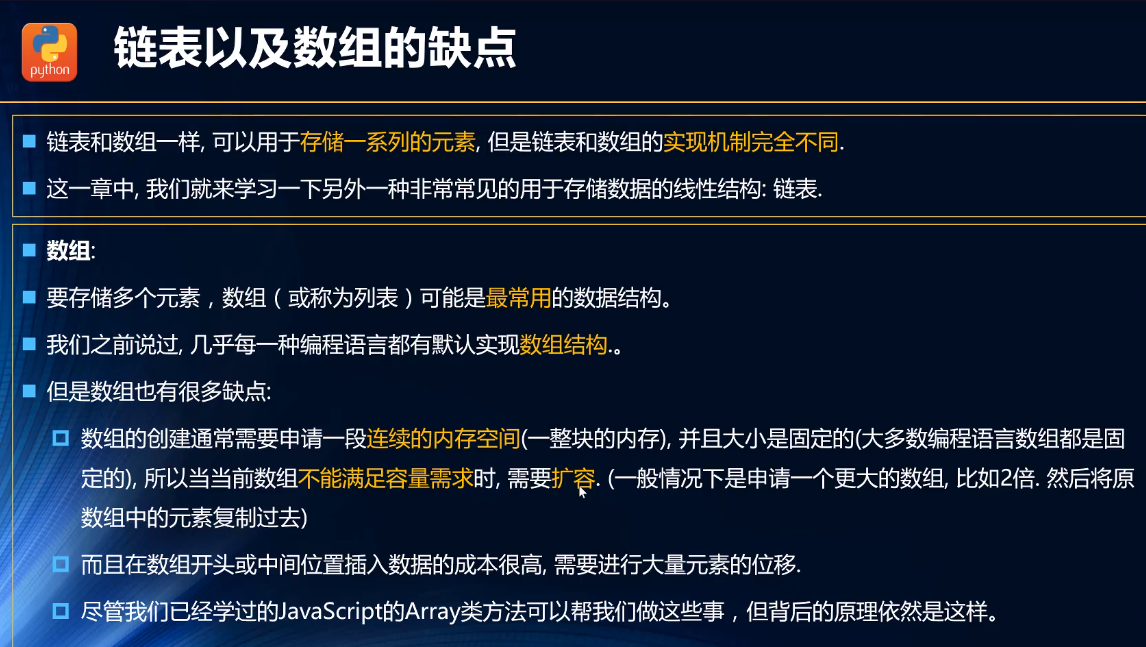 python
链表以及数组的缺点
链表和数组一样, 可以用于存储一系列的元素, 但是链表和数组的实现机制完全不同.
这一章中, 我们就来学习一下另外一种非常常见的用于存储数据的线性结构: 链表.
数组:
要存储多个元素，数组（或称为列表）可能是最常用的数据结构。
我们之前说过, 几乎每一种编程语言都有默认实现数组结构.。
但是数组也有很多缺点:
数组的创建通常需要申请一段连续的内存空间(一整块的内存), 并且大小是固定的(大多数编程语言数组都是固
定的), 所以当当前数组不能满足容量需求时, 需要扩容. (一般情况下是申请一个更大的数组, 比如2倍. 然后将原
数组中的元素复制过去)
而且在数组开头或中间位置插入数据的成本很高, 需要进行大量元素的位移.
尽管我们已经学过的JavaScript的Array类方法可以帮我们做这些事，但背后的原理依然是这样。